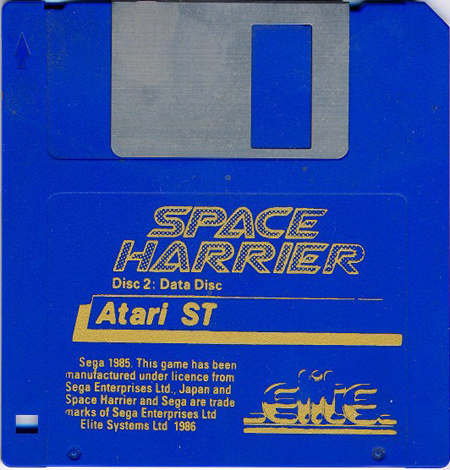 SPACE
HARRIER
Disc 2: Data Disc
Atari ST
Sega 1985. This game has been
manufactured under licence from
Sega Enterprises Ltd., Japan and
Space Harrier and Sega are trade
marks of Sega Enterprises Ltd
Elite Systems Ltd 1986
Elite